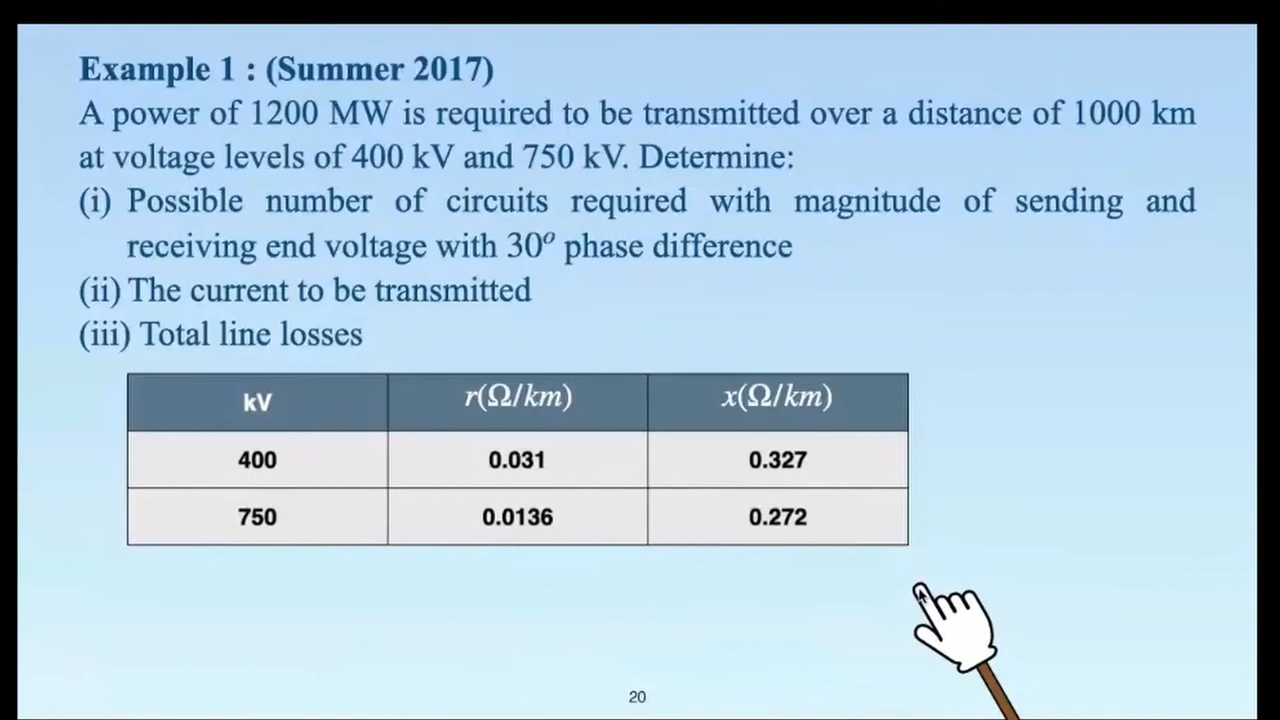 Example 1 : (Summer 2017)
A power of 1200 MW is required to be transmitted over a distance of 1000 km
at voltage levels of 400 kV and 750 kV. Determine:
(i) Possible number of circuits required with magnitude of sending and
receiving end voltage with 30° phase difference
(ii) The current to be transmitted
(iii) Total line losses
kV r(Ω/km) x(Ω/km)
400 0.031 0.327
750 0.0136 0.272
20